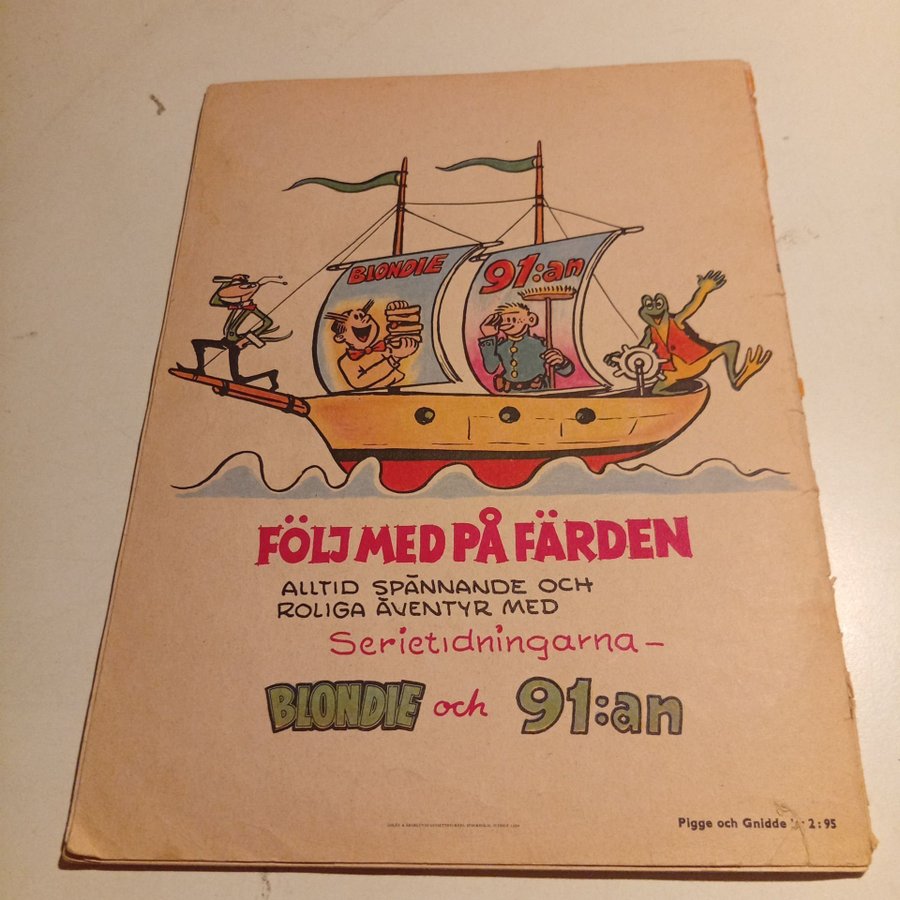 BLONDIE
91:an
FÖLJ MED PÅ FÄRDEN
ALLTID SPÄNNANDE OCH
ROLIGA ÄVENTYR MED
Serietidningarna –
BLONDIE och 91:an
Pigge och Gnidde 2:95